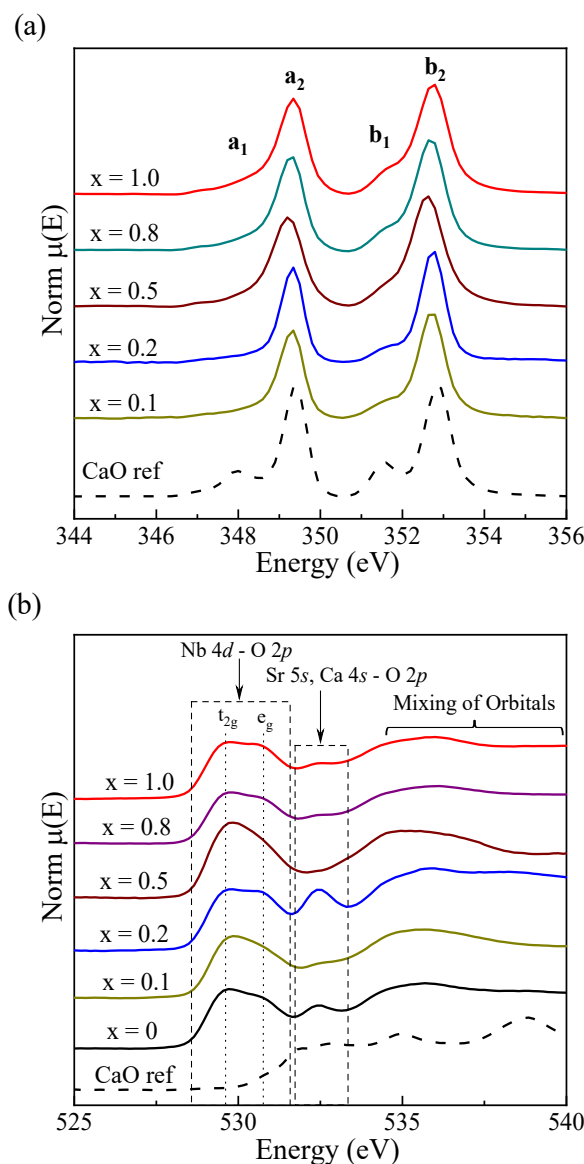 (a)
a₂
b₂
a₁
b₁
x = 1.0
x = 0.8
x = 0.5
x = 0.2
x = 0.1
CaO ref
Norm μ(E)
344 346 348 350 352 354 356
Energy (eV)
(b)
Nb 4d - O 2p
Sr 5s, Ca 4s - O 2p
Mixing of Orbitals
t₂g e_g
x = 1.0
x = 0.8
x = 0.5
x = 0.2
x = 0.1
x = 0
CaO ref
Norm μ(E)
525 530 535 540
Energy (eV)